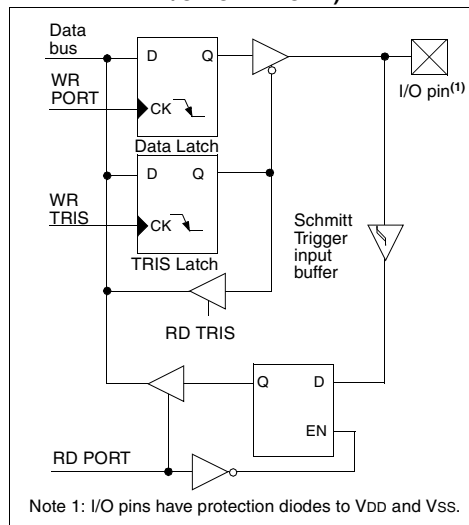 Data
bus
D
Q
WR
PORT
CK
I/O pin(1)
Data Latch
D
Q
WR
TRIS
CK
TRIS Latch
Schmitt
Trigger
input
buffer
RD TRIS
Q
D
EN
RD PORT
Note 1: I/O pins have protection diodes to VDD and VSS.